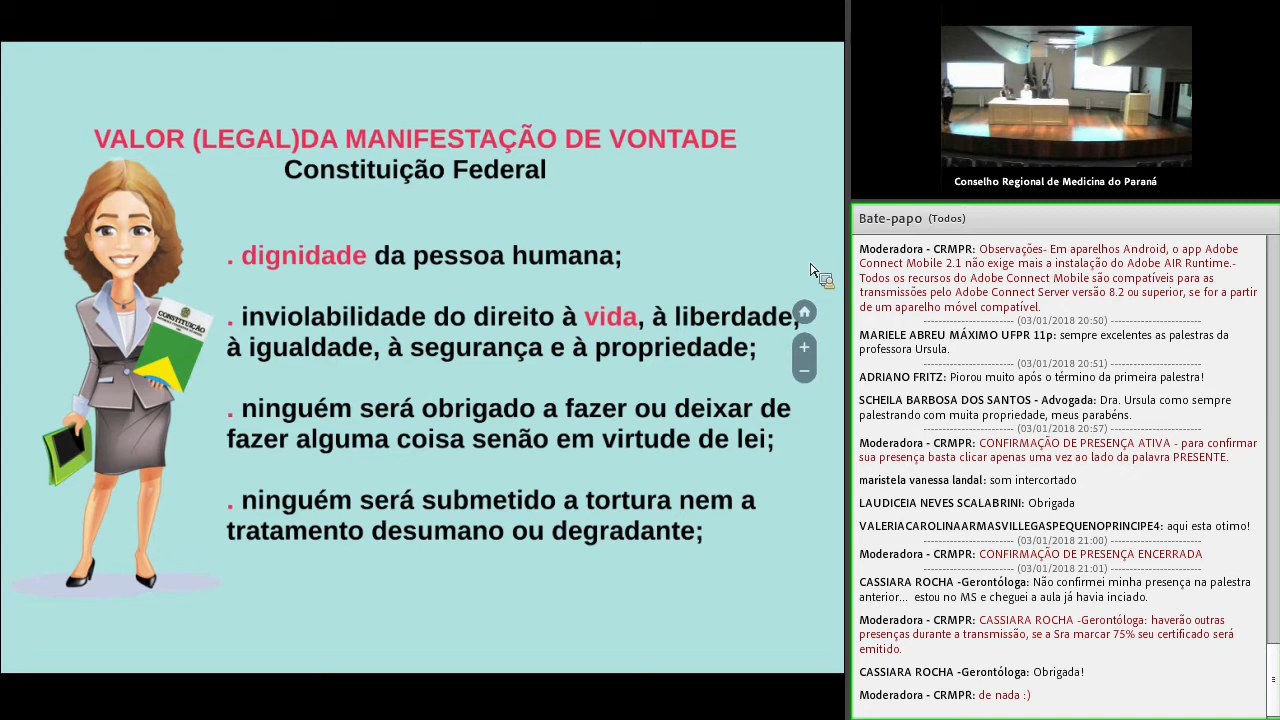 VALOR (LEGAL)DA MANIFESTAÇÃO DE VONTADE
Constituição Federal
. dignidade da pessoa humana;
. inviolabilidade do direito à vida, à liberdade,
à igualdade, à segurança e à propriedade;
. ninguém será obrigado a fazer ou deixar de
fazer alguma coisa senão em virtude de lei;
. ninguém será submetido a tortura nem a
tratamento desumano ou degradante;
CONSTITUIÇÃO
Conselho Regional de Medicina do Paraná
Bate-papo (Todos)
Moderadora - CRMPR: Observações- Em aparelhos Android, o app Adobe
Connect Mobile 2.1 não exige mais a instalação do Adobe AIR Runtime.-
Todos os recursos do Adobe Connect Mobile são compatíveis para as
transmissões pelo Adobe Connect Server versão 8.2 ou superior, se for a partir
de um aparelho móvel compatível.
------------------------ (03/01/2018 20:50) ------------------------
MARIELE ABREU MÁXIMO UFPR 11p: sempre excelentes as palestras da
professora Ursula.
------------------------ (03/01/2018 20:51) ------------------------
ADRIANO FRITZ: Piorou muito após o término da primeira palestra!
SCHEILA BARBOSA DOS SANTOS - Advogada: Dra. Ursula como sempre
palestrando com muita propriedade, meus parabéns.
------------------------ (03/01/2018 20:57) ------------------------
Moderadora - CRMPR: CONFIRMAÇÃO DE PRESENÇA ATIVA - para confirmar
sua presença basta clicar apenas uma vez ao lado da palavra PRESENTE.
maristela vanessa landal: som intercortado
LAUDICEIA NEVES SCALABRINI: Obrigada
VALERIACAROLINAARMASVILLEGASPEQUENOPRINCIPE4: aqui esta otimo!
------------------------ (03/01/2018 21:00) ------------------------
Moderadora - CRMPR: CONFIRMAÇÃO DE PRESENÇA ENCERRADA
------------------------ (03/01/2018 21:01) ------------------------
CASSIARA ROCHA -Gerontóloga: Não confirmei minha presença na palestra
anterior... estou no MS e cheguei a aula já havia inciado.
Moderadora - CRMPR: CASSIARA ROCHA -Gerontóloga: haverão outras
presenças durante a transmissão, se a Sra marcar 75% seu certificado será
emitido.
CASSIARA ROCHA -Gerontóloga: Obrigada!
Moderadora - CRMPR: de nada :)